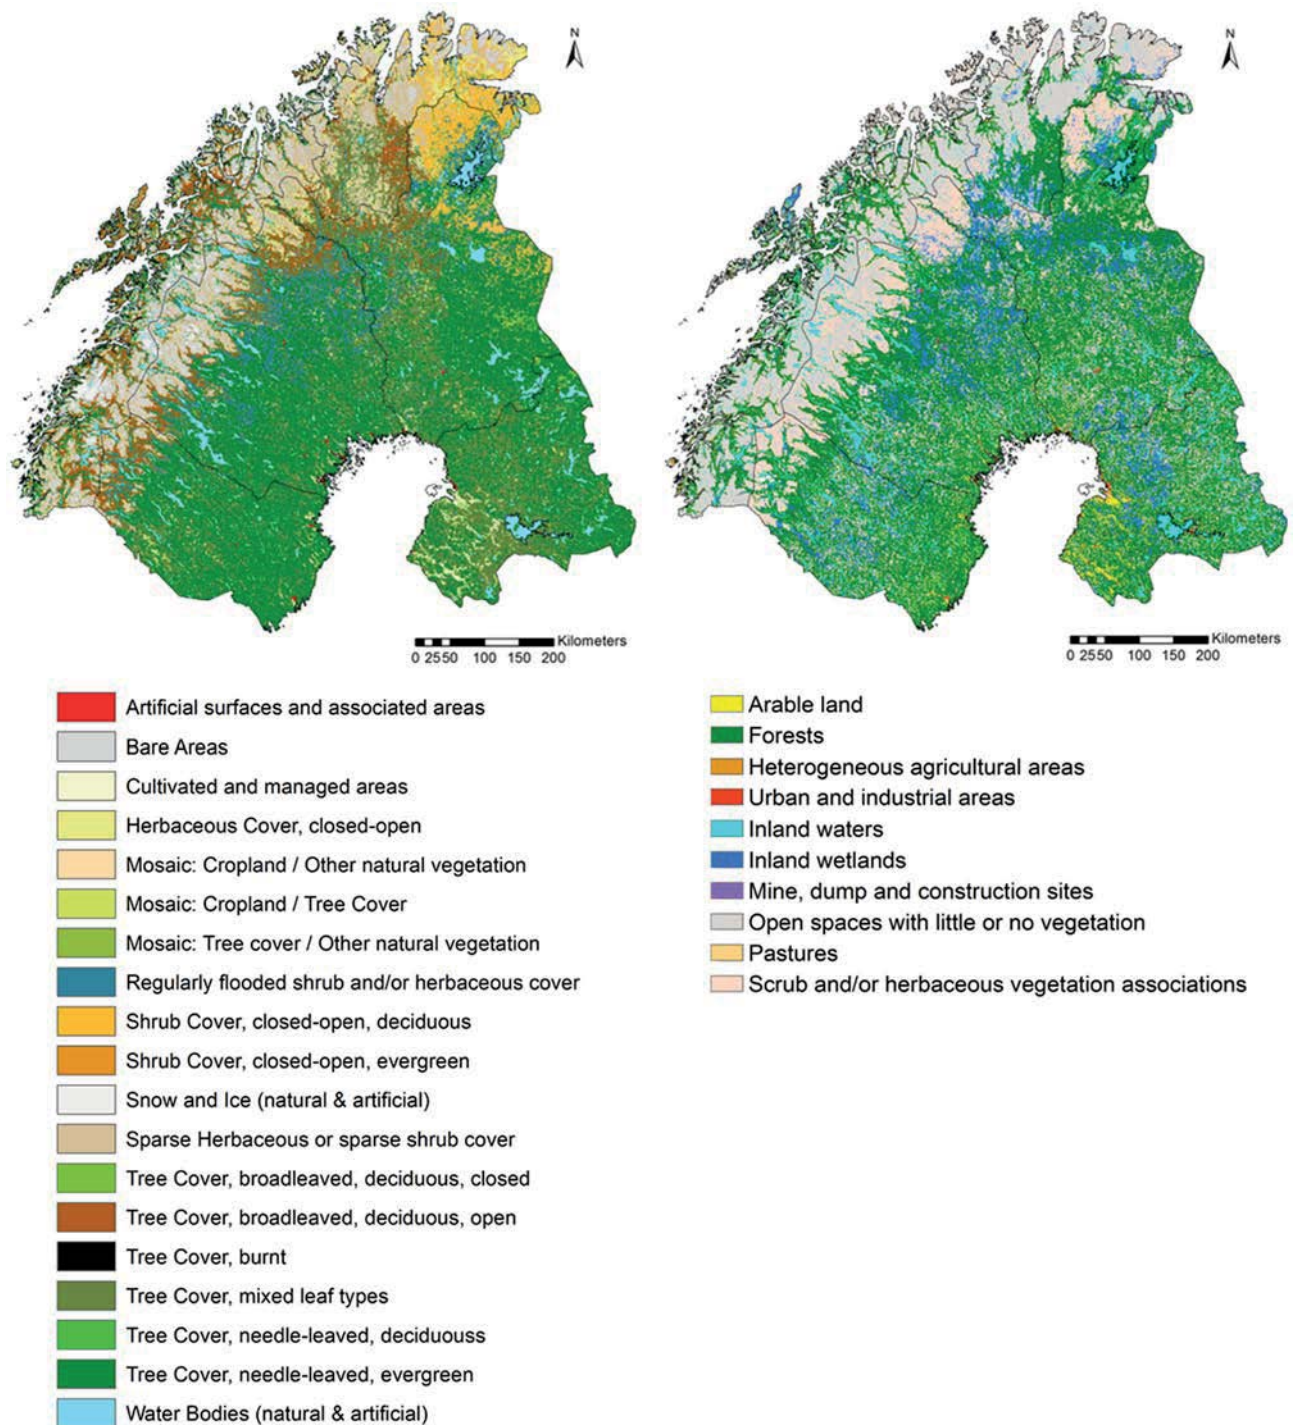 N
N
Kilometers
0 2550 100 150 200
Kilometers
0 2550 100 150 200
Artificial surfaces and associated areas
Bare Areas
Cultivated and managed areas
Herbaceous Cover, closed-open
Mosaic: Cropland / Other natural vegetation
Mosaic: Cropland / Tree Cover
Mosaic: Tree cover / Other natural vegetation
Regularly flooded shrub and/or herbaceous cover
Shrub Cover, closed-open, deciduous
Shrub Cover, closed-open, evergreen
Snow and Ice (natural & artificial)
Sparse Herbaceous or sparse shrub cover
Tree Cover, broadleaved, deciduous, closed
Tree Cover, broadleaved, deciduous, open
Tree Cover, burnt
Tree Cover, mixed leaf types
Tree Cover, needle-leaved, deciduouss
Tree Cover, needle-leaved, evergreen
Water Bodies (natural & artificial)
Arable land
Forests
Heterogeneous agricultural areas
Urban and industrial areas
Inland waters
Inland wetlands
Mine, dump and construction sites
Open spaces with little or no vegetation
Pastures
Scrub and/or herbaceous vegetation associations